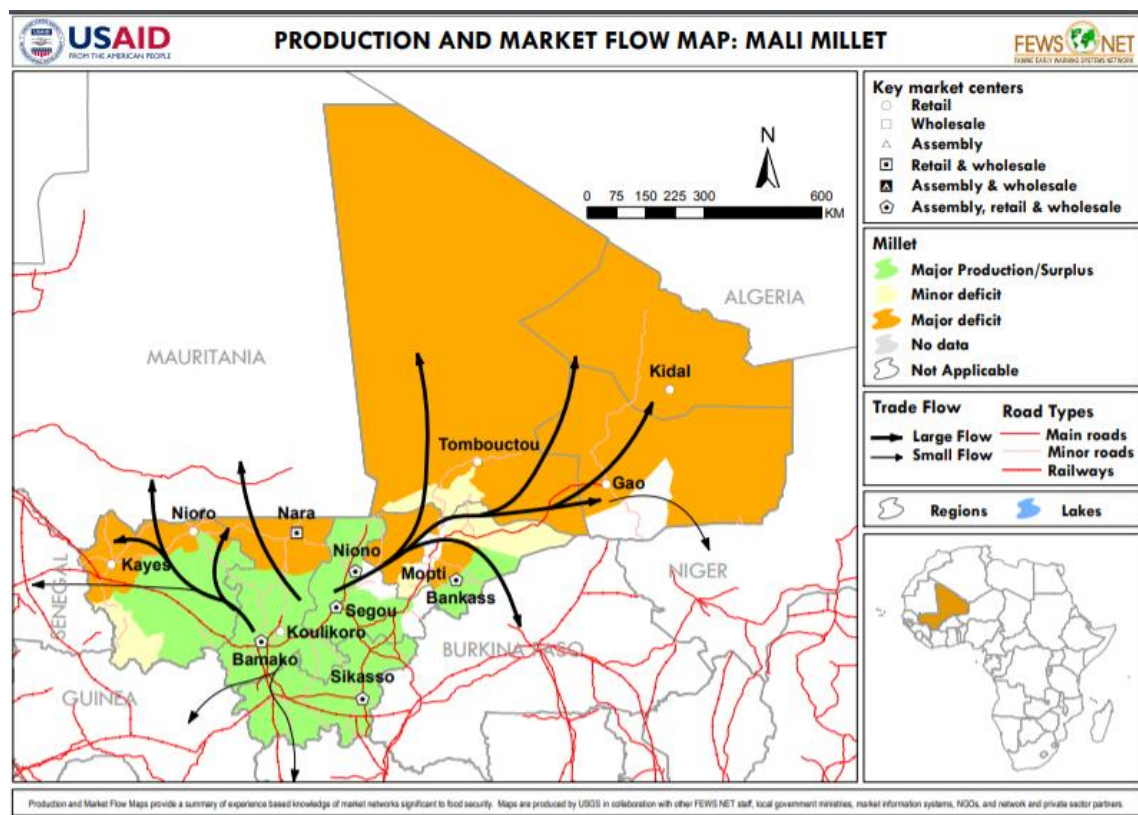 USAID
FROM THE AMERICAN PEOPLE
PRODUCTION AND MARKET FLOW MAP: MALI MILLET
FEWS NET
FAMINE EARLY WARNING SYSTEMS NETWORK
N
0 75 150 225 300 600
KM
ALGERIA
MAURITANIA
Kidal
Tombouctou
Gao
Nioro
Nara
Kayes
Niono
Mopti
Bankass
NIGER
SENEGAL
Segou
Koulikoro
BURKINA FASO
Bamako
Sikasso
GUINEA
Key market centers
Retail
Wholesale
Assembly
Retail & wholesale
Assembly & wholesale
Assembly, retail & wholesale
Millet
Major Production/Surplus
Minor deficit
Major deficit
No data
Not Applicable
Trade Flow
Large Flow
Small Flow
Road Types
Main roads
Minor roads
Railways
Regions
Lakes
Production and Market Flow Maps provide a summary of experience based knowledge of market networks significant to food security. Maps are produced by USGS in collaboration with other FEWS NET staff, local government ministries, market information systems, NGOs, and network and private sector partners.